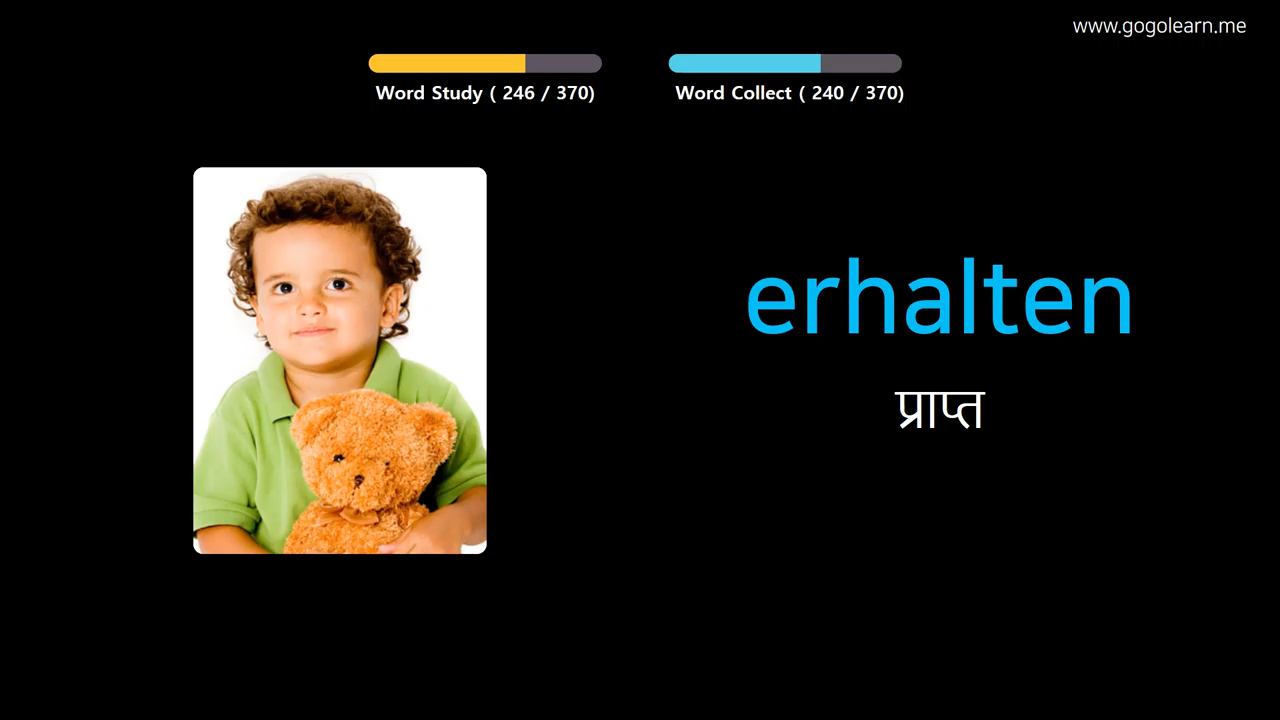 www.gogolearn.me
Word Study ( 246 / 370)
Word Collect ( 240 / 370)
erhalten
प्राप्त